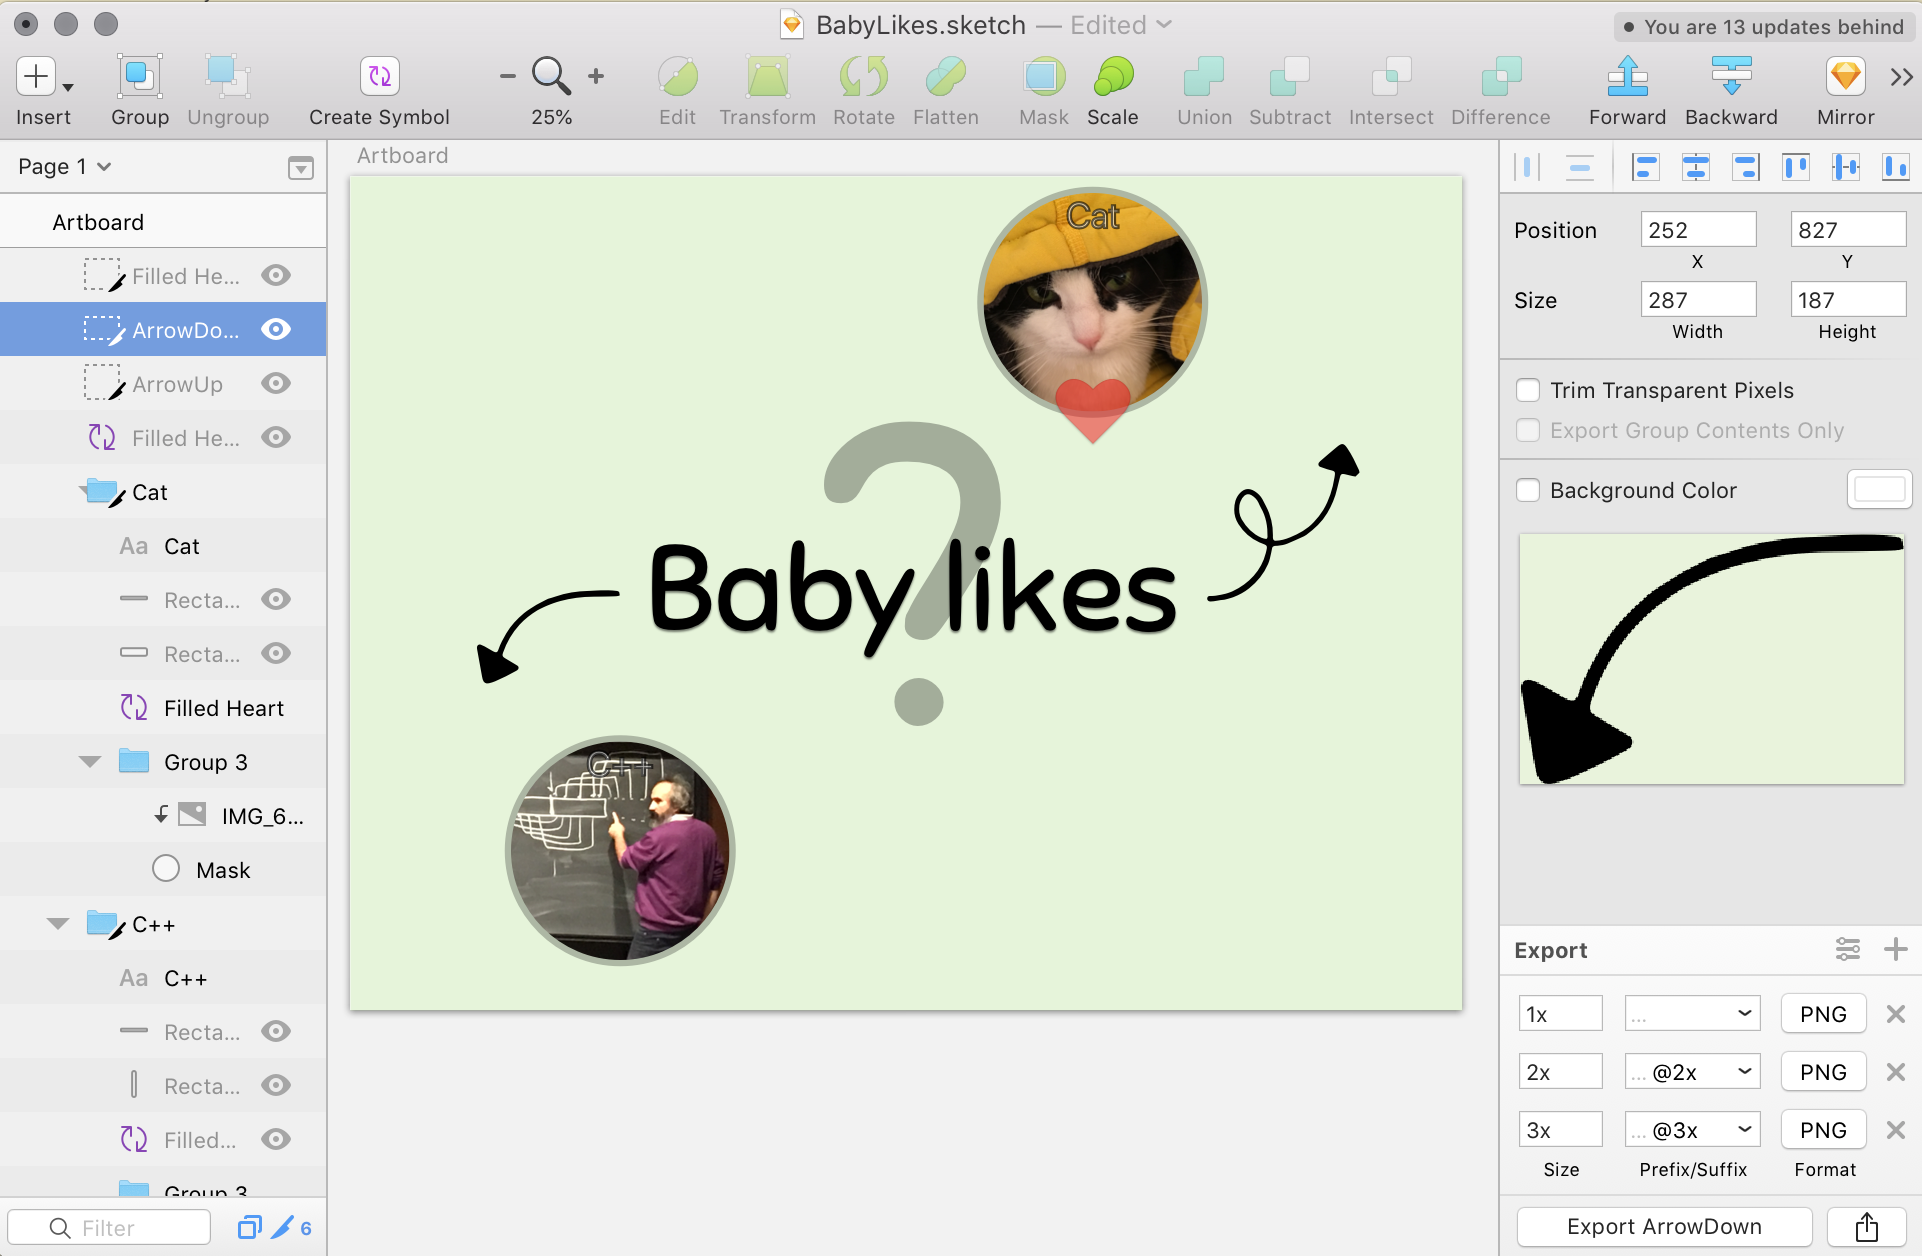 BabyLikes.sketch — Edited
You are 13 updates behind
Insert
Group
Ungroup
Create Symbol
25%
Edit
Transform
Rotate
Flatten
Mask
Scale
Union
Subtract
Intersect
Difference
Forward
Backward
Mirror
Page 1
Artboard
Filled He...
ArrowDo...
ArrowUp
Filled He...
Cat
Aa Cat
Recta...
Recta...
Filled Heart
Group 3
IMG_6...
Mask
C++
Aa C++
Recta...
Recta...
Filled...
Group 3
Filter
6
Artboard
Cat
?
Baby likes
C++
Position
252
827
X
Y
Size
287
187
Width
Height
Trim Transparent Pixels
Export Group Contents Only
Background Color
Export
1x
...
PNG
2x
... @2x
PNG
3x
... @3x
PNG
Size
Prefix/Suffix
Format
Export ArrowDown